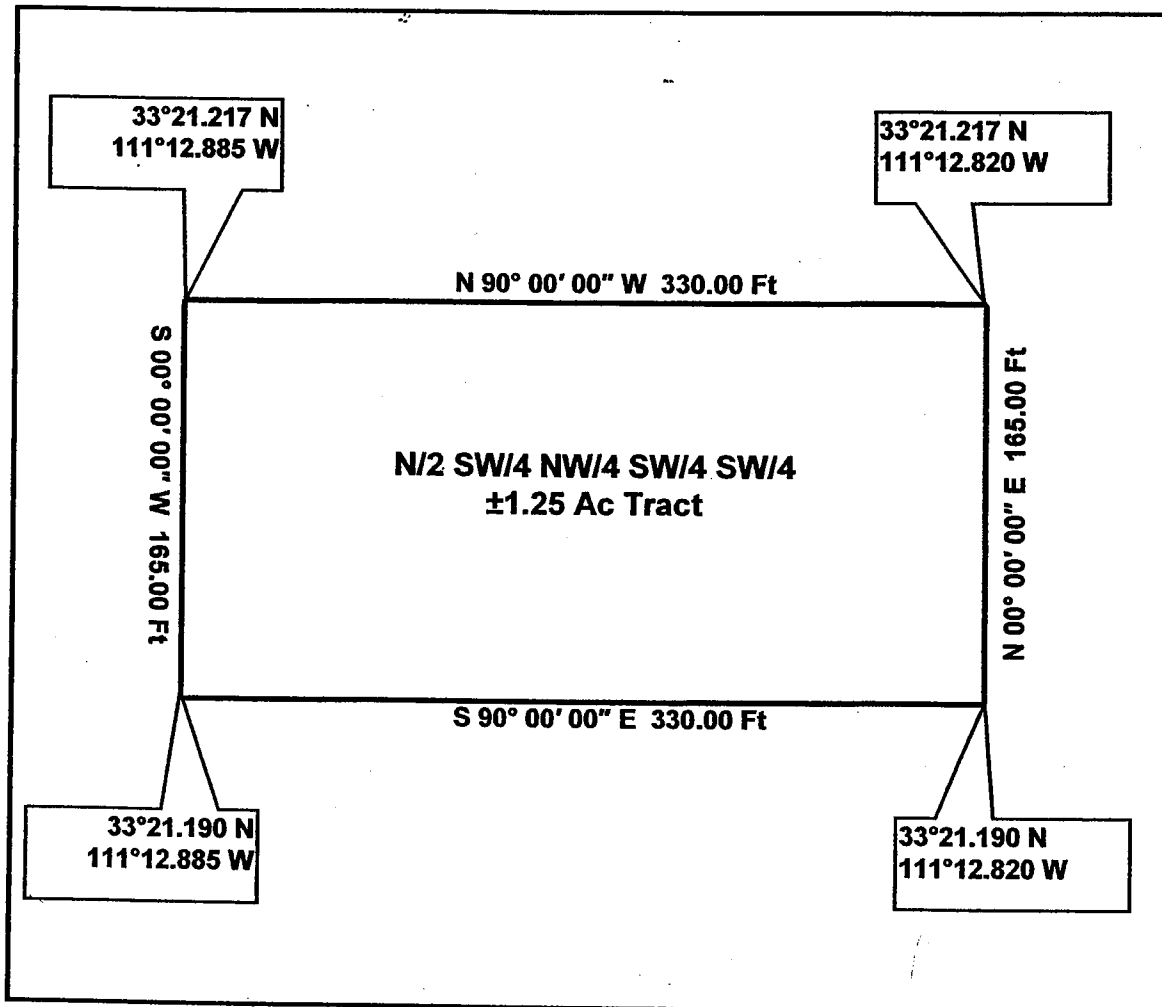 33°21.217 N
111°12.885 W
33°21.217 N
111°12.820 W
N 90° 00' 00" W 330.00 Ft
S 00° 00' 00" W 165.00 Ft
N 00° 00' 00" E 165.00 Ft
N/2 SW/4 NW/4 SW/4 SW/4
±1.25 Ac Tract
S 90° 00' 00" E 330.00 Ft
33°21.190 N
111°12.885 W
33°21.190 N
111°12.820 W